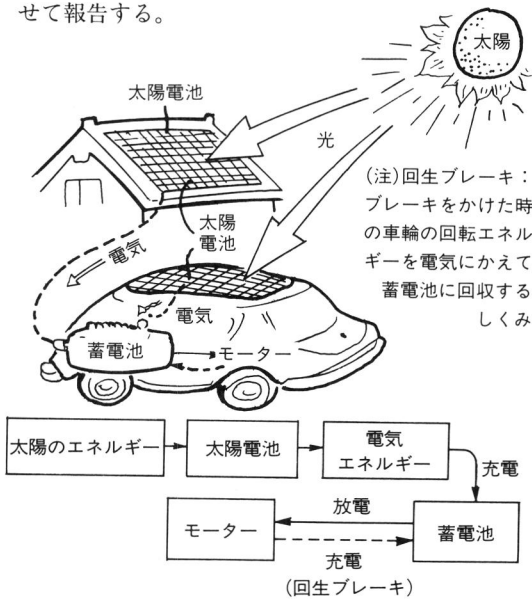 せて報告する。
太陽
太陽電池
光
(注)回生ブレーキ：
ブレーキをかけた時
の車輪の回転エネル
ギーを電気にかえて
蓄電池に回収する
しくみ
太陽
電池
電気
電気
蓄電池
モーター
太陽のエネルギー
太陽電池
電気
エネルギー
充電
放電
モーター
蓄電池
充電
(回生ブレーキ)